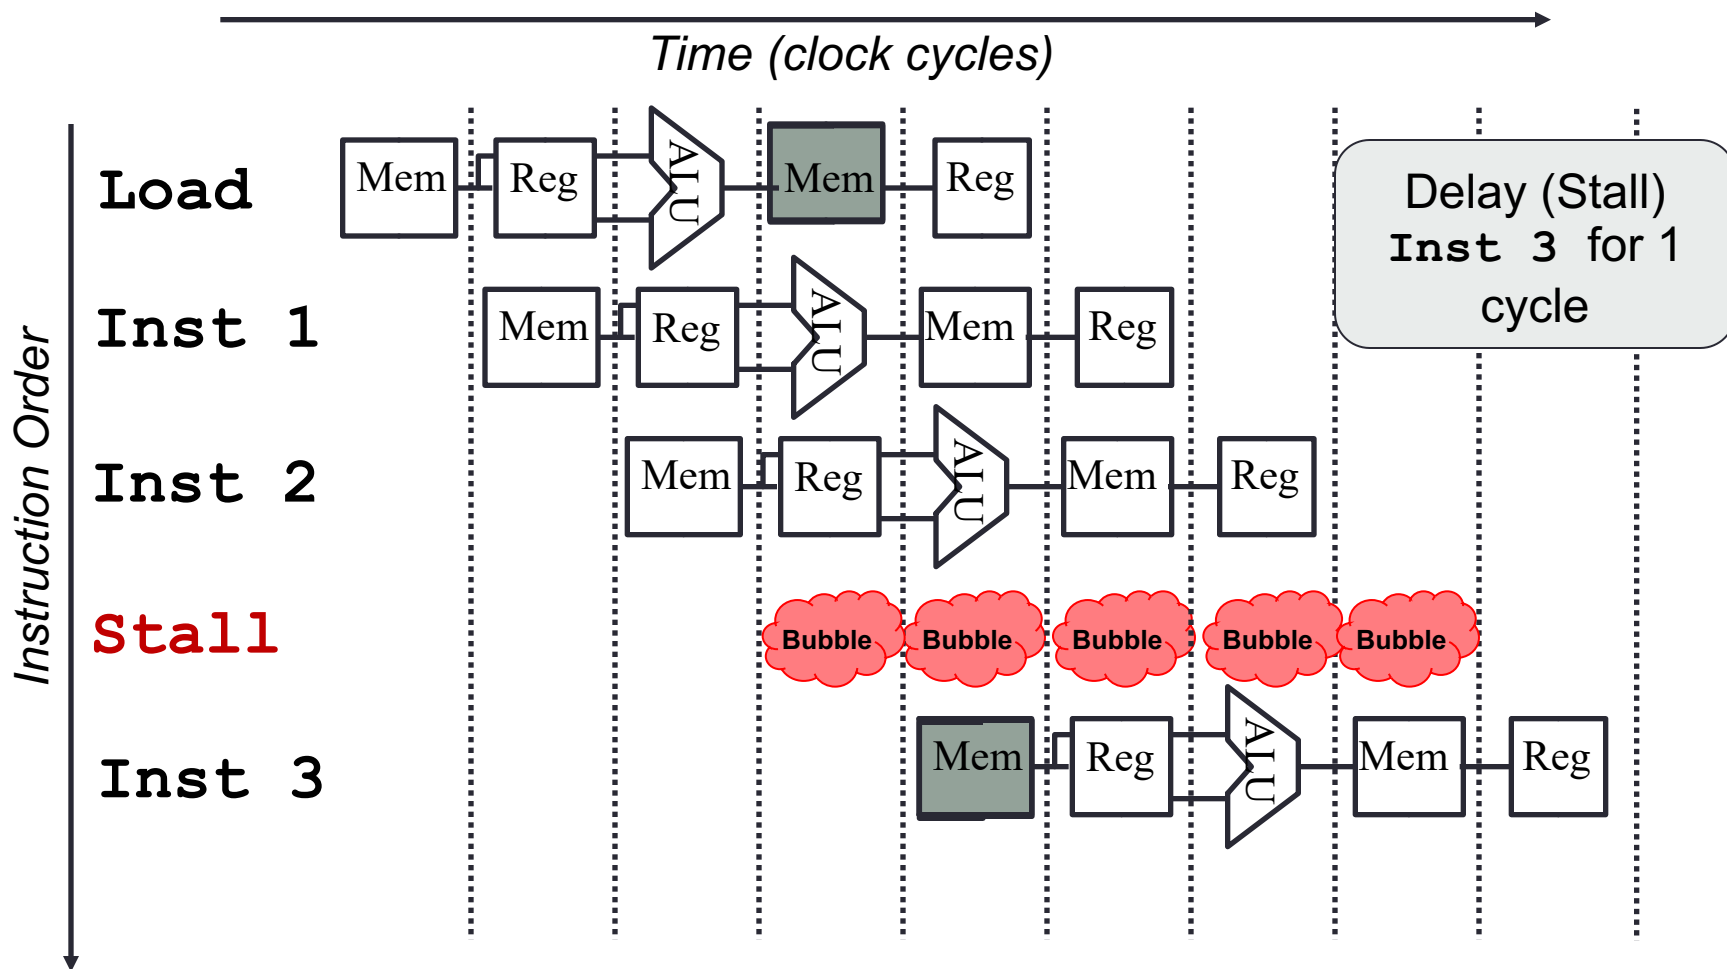 Time (clock cycles)
Instruction Order
Load
Mem
Reg
ALU
Mem
Reg
Delay (Stall)
Inst 3 for 1
cycle
Inst 1
Mem
Reg
ALU
Mem
Reg
Inst 2
Mem
Reg
ALU
Mem
Reg
Stall
Bubble
Bubble
Bubble
Bubble
Bubble
Inst 3
Mem
Reg
ALU
Mem
Reg